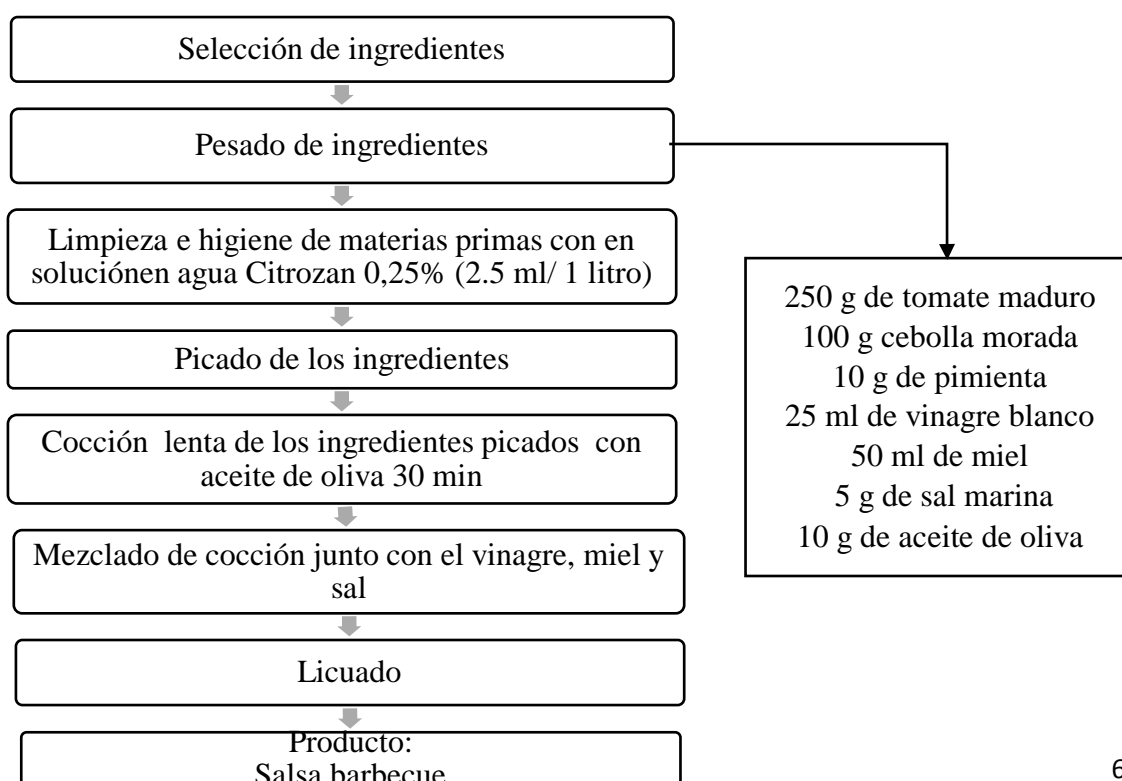 Selección de ingredientes
Pesado de ingredientes
Limpieza e higiene de materias primas con en
soluciónen agua Citrozan 0,25% (2.5 ml/ 1 litro)
Picado de los ingredientes
Cocción lenta de los ingredientes picados con
aceite de oliva 30 min
Mezclado de cocción junto con el vinagre, miel y
sal
Licuado
Producto:
Salsa barbecue
250 g de tomate maduro
100 g cebolla morada
10 g de pimienta
25 ml de vinagre blanco
50 ml de miel
5 g de sal marina
10 g de aceite de oliva
6